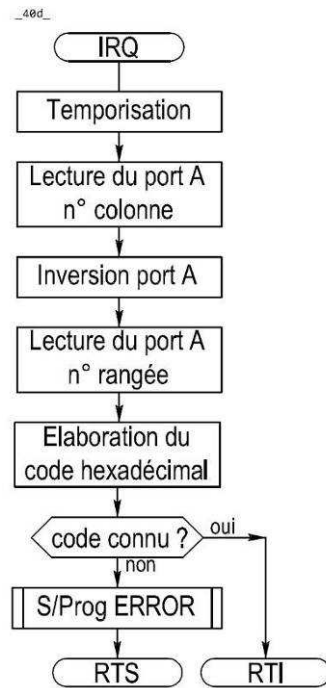 _40d_
IRQ
Temporisation
Lecture du port A
n° colonne
Inversion port A
Lecture du port A
n° rangée
Elaboration du
code hexadécimal
code connu ?
oui
non
S/Prog ERROR
RTS
RTI